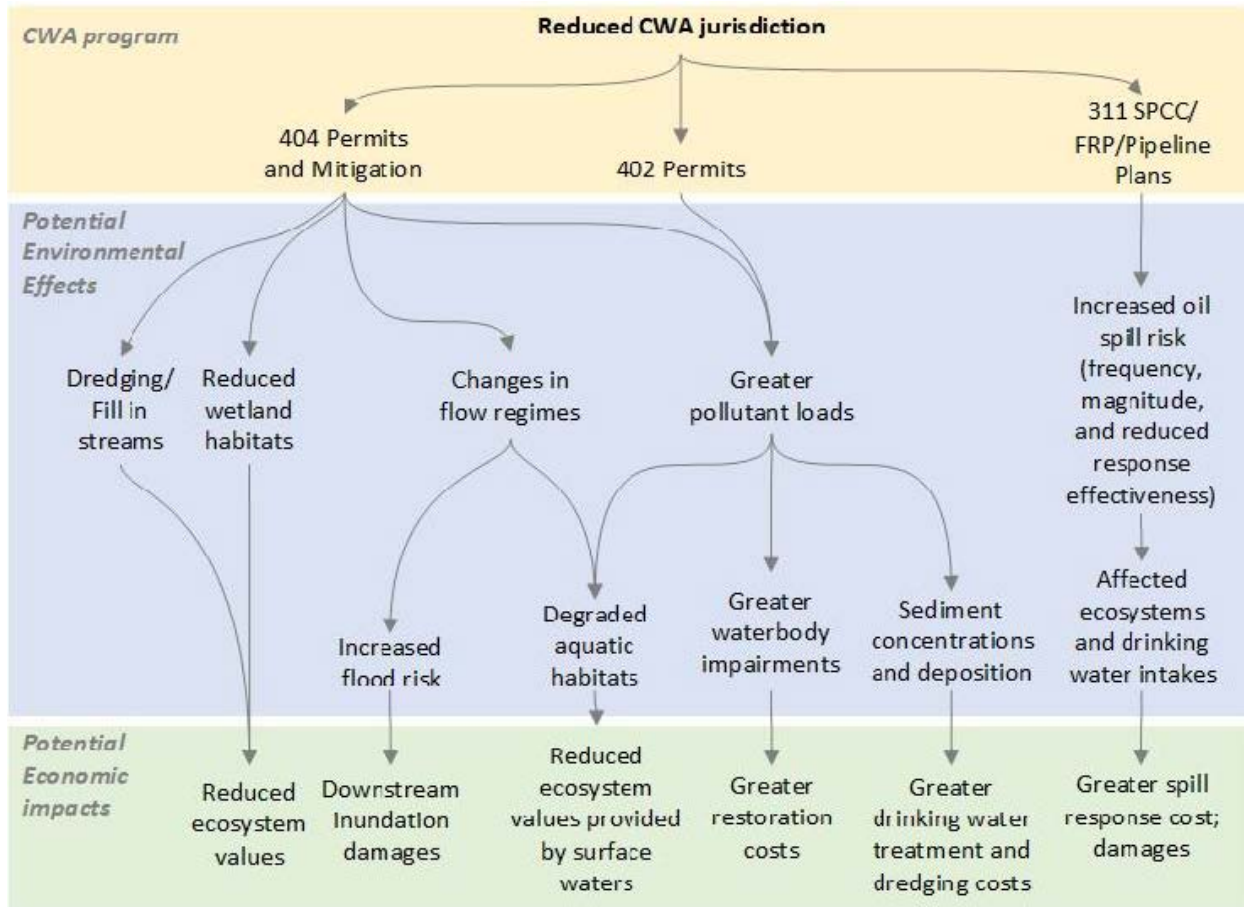 CWA program
Reduced CWA jurisdiction
404 Permits
and Mitigation
402 Permits
311 SPCC/
FRP/Pipeline
Plans
Potential
Environmental
Effects
Dredging/
Fill in
streams
Reduced
wetland
habitats
Changes in
flow regimes
Greater
pollutant loads
Increased oil
spill risk
(frequency,
magnitude,
and reduced
response
effectiveness)
Increased
flood risk
Degraded
aquatic
habitats
Greater
waterbody
impairments
Sediment
concentrations
and deposition
Affected
ecosystems
and drinking
water intakes
Potential
Economic
impacts
Reduced
ecosystem
values
Downstream
Inundation
damages
Reduced
ecosystem
values provided
by surface
waters
Greater
restoration
costs
Greater
drinking water
treatment and
dredging costs
Greater spill
response cost;
damages